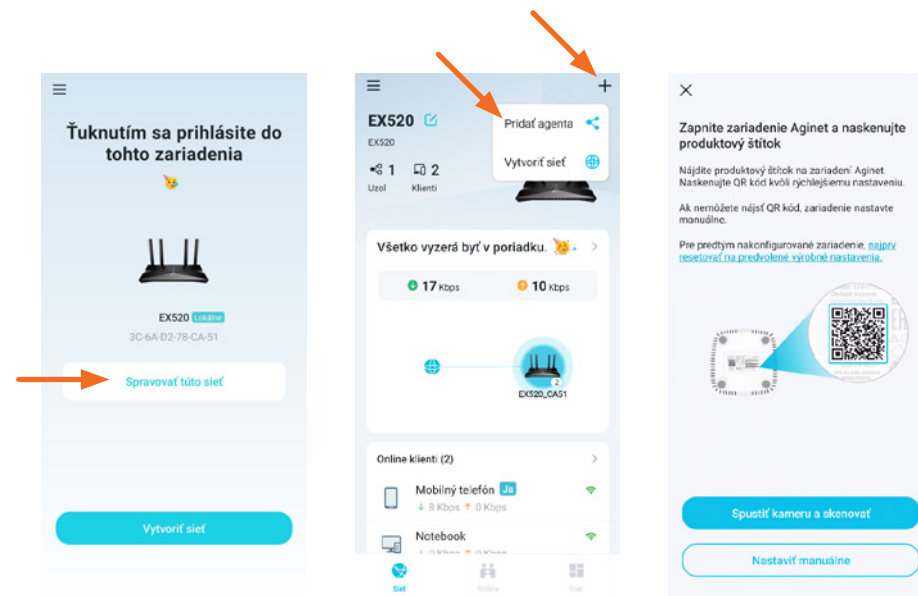 Ťuknutím sa prihlásite do
tohto zariadenia
EX520 Lokálne
3C-6A-D2-78-CA-51
Spravovať túto sieť
Vytvoriť sieť
EX520
EX520
1
2
Uzol
Klienti
Pridať agenta
Vytvoriť sieť
Všetko vyzerá byť v poriadku.
17 Kbps
10 Kbps
2
EX520_CA51
Online klienti (2)
Mobilný telefón Ja
8 Kbps 0 Kbps
Notebook
Sieť
Rodina
Viac
Zapnite zariadenie Aginet a naskenujte
produktový štítok
Nájdite produktový štítok na zariadení Aginet.
Naskenujte QR kód kvôli rýchlejšiemu nastaveniu.
Ak nemôžete nájsť QR kód, zariadenie nastavte
manuálne.
Pre predtým nakonfigurované zariadenie, najprv
resetovať na predvolené výrobné nastavenia.
Spustiť kameru a skenovať
Nastaviť manuálne